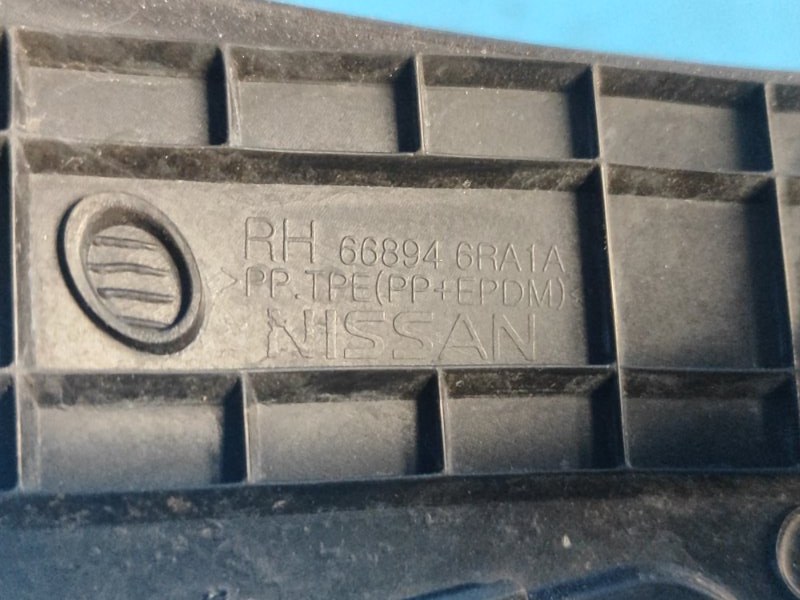 RH 66894 6RA1A
>PP.TPE(PP+EPDM)<
NISSAN